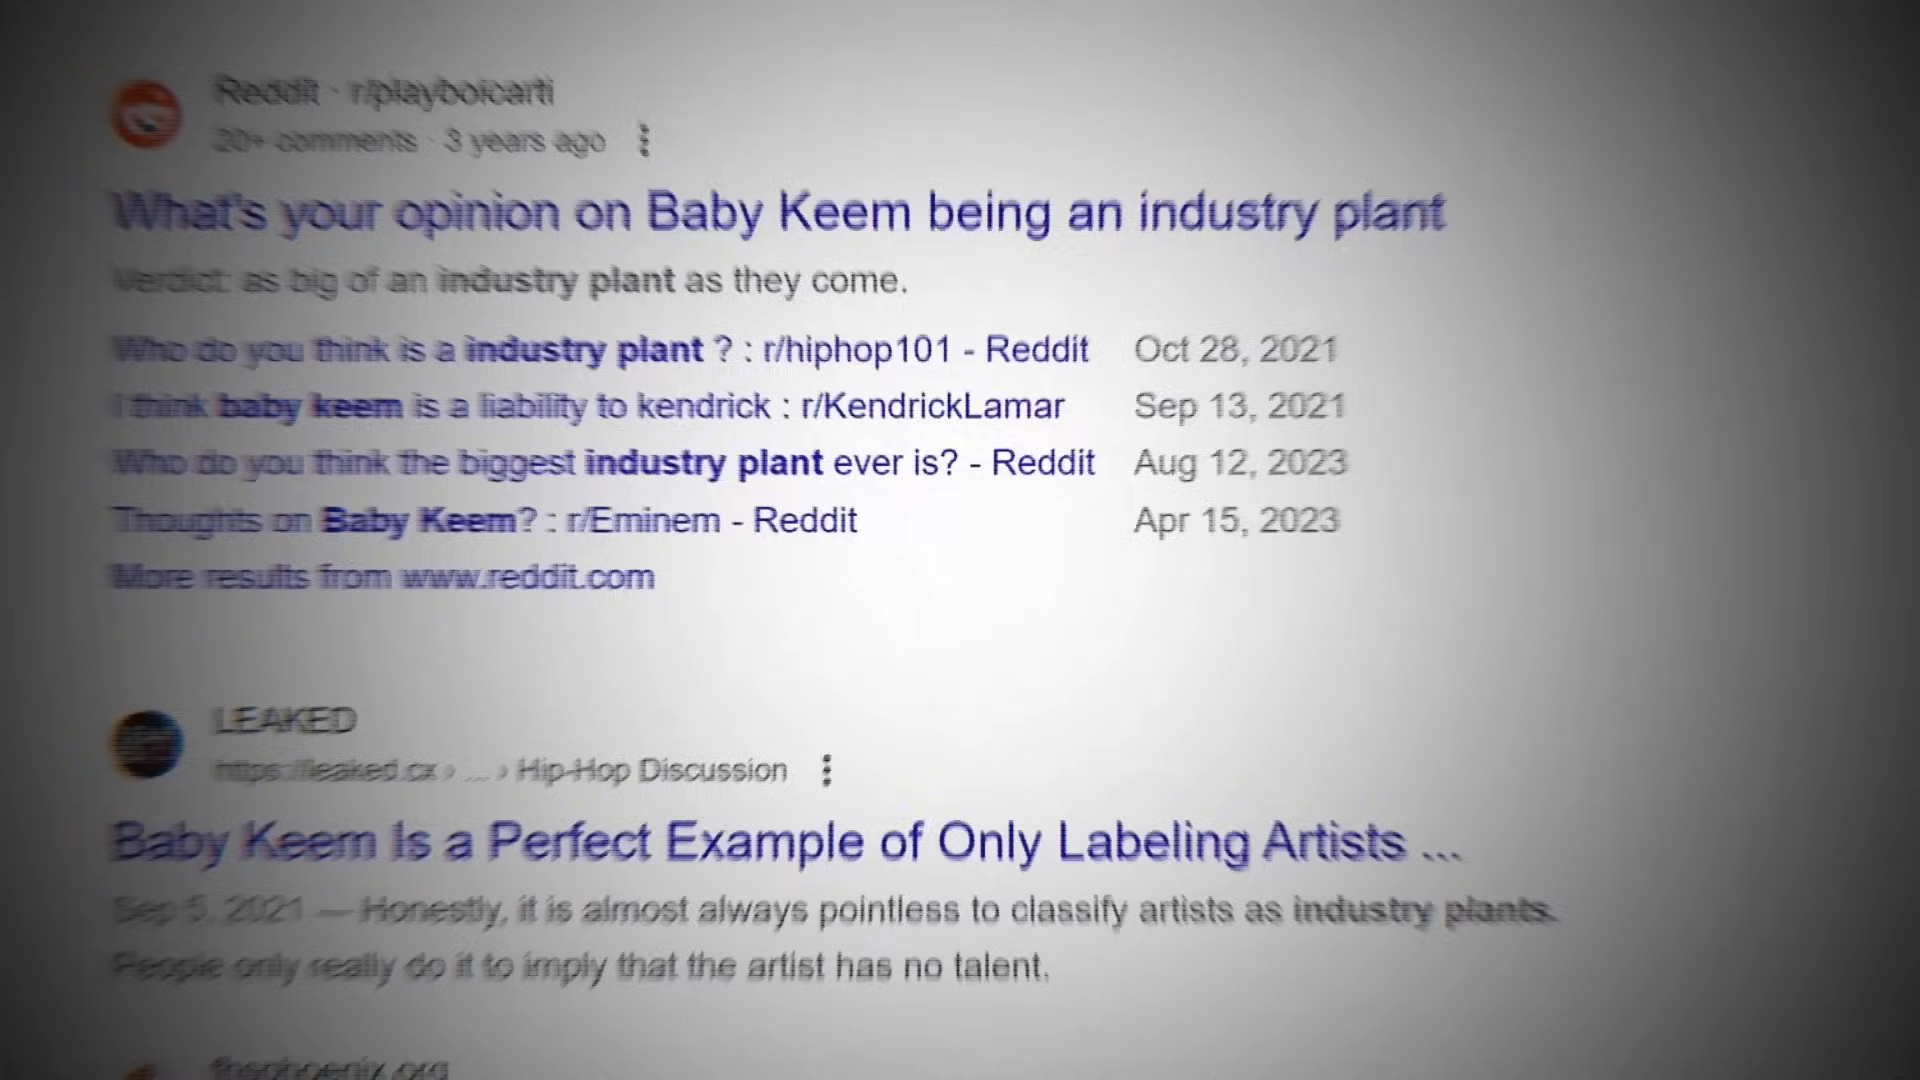 Reddit · r/playboicarti
20+ comments · 3 years ago
What's your opinion on Baby Keem being an industry plant
Verdict: as big of an industry plant as they come.
Who do you think is a industry plant ? : r/hiphop101 - Reddit Oct 28, 2021
I think baby keem is a liability to kendrick : r/KendrickLamar Sep 13, 2021
Who do you think the biggest industry plant ever is? - Reddit Aug 12, 2023
Thoughts on Baby Keem? : r/Eminem - Reddit Apr 15, 2023
More results from www.reddit.com
LEAKED
https://leaked.cx › ... › Hip-Hop Discussion
Baby Keem Is a Perfect Example of Only Labeling Artists ...
Sep 5, 2021 — Honestly, it is almost always pointless to classify artists as industry plants.
People only really do it to imply that the artist has no talent.